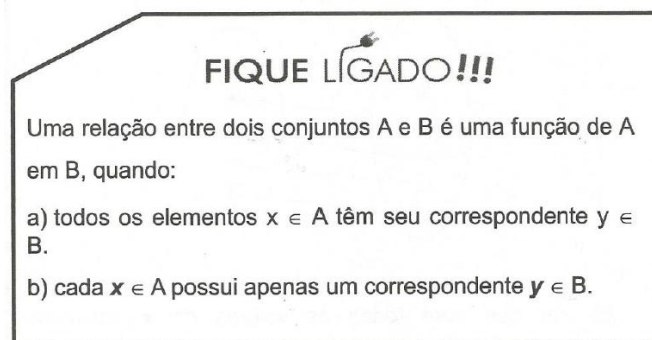 FIQUE LIGADO!!!
Uma relação entre dois conjuntos A e B é uma função de A
em B, quando:
a) todos os elementos x ∈ A têm seu correspondente y ∈
B.
b) cada x ∈ A possui apenas um correspondente y ∈ B.